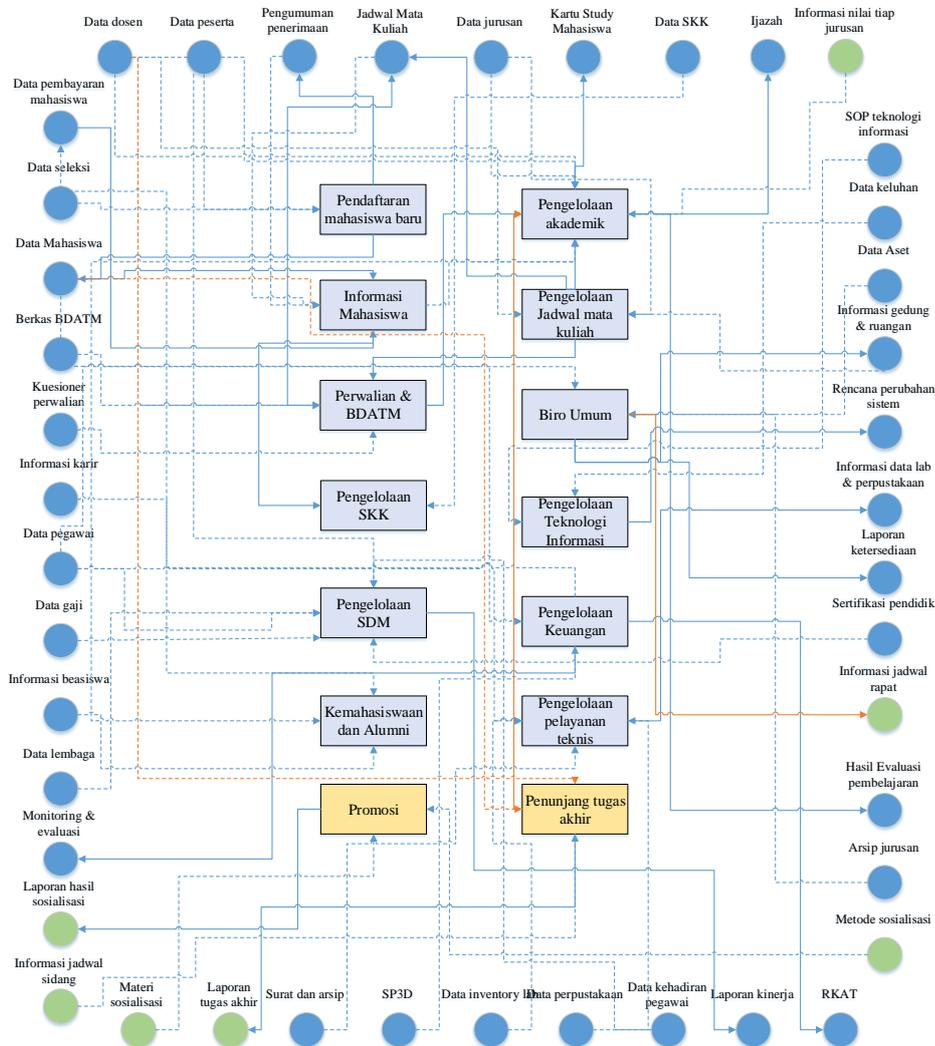 Data dosen
Data peserta
Pengumuman
penerimaan
Jadwal Mata
Kuliah
Data jurusan
Kartu Study
Mahasiswa
Data SKK
Ijazah
Informasi nilai tiap
jurusan
Data pembayaran
mahasiswa
Data seleksi
Data Mahasiswa
Berkas BDATM
Kuesioner
perwalian
Informasi karir
Data pegawai
Data gaji
Informasi beasiswa
Data lembaga
Monitoring &
evaluasi
Laporan hasil
sosialisasi
Informasi jadwal
sidang
Pendaftaran
mahasiswa baru
Informasi
Mahasiswa
Perwalian &
BDATM
Pengelolaan
SKK
Pengelolaan
SDM
Kemahasiswaan
dan Alumni
Promosi
Pengelolaan
akademik
Pengelolaan
Jadwal mata
kuliah
Biro Umum
Pengelolaan
Teknologi
Informasi
Pengelolaan
Keuangan
Pengelolaan
pelayanan
teknis
Penunjang tugas
akhir
SOP teknologi
informasi
Data keluhan
Data Aset
Informasi gedung
& ruangan
Rencana perubahan
sistem
Informasi data lab
& perpustakaan
Laporan
ketersediaan
Sertifikasi pendidik
Informasi jadwal
rapat
Hasil Evaluasi
pembelajaran
Arsip jurusan
Metode sosialisasi
Materi
sosialisasi
Laporan
tugas akhir
Surat dan arsip
SP3D
Data inventory lab
Data perpustakaan
Data kehadiran
pegawai
Laporan kinerja
RKAT